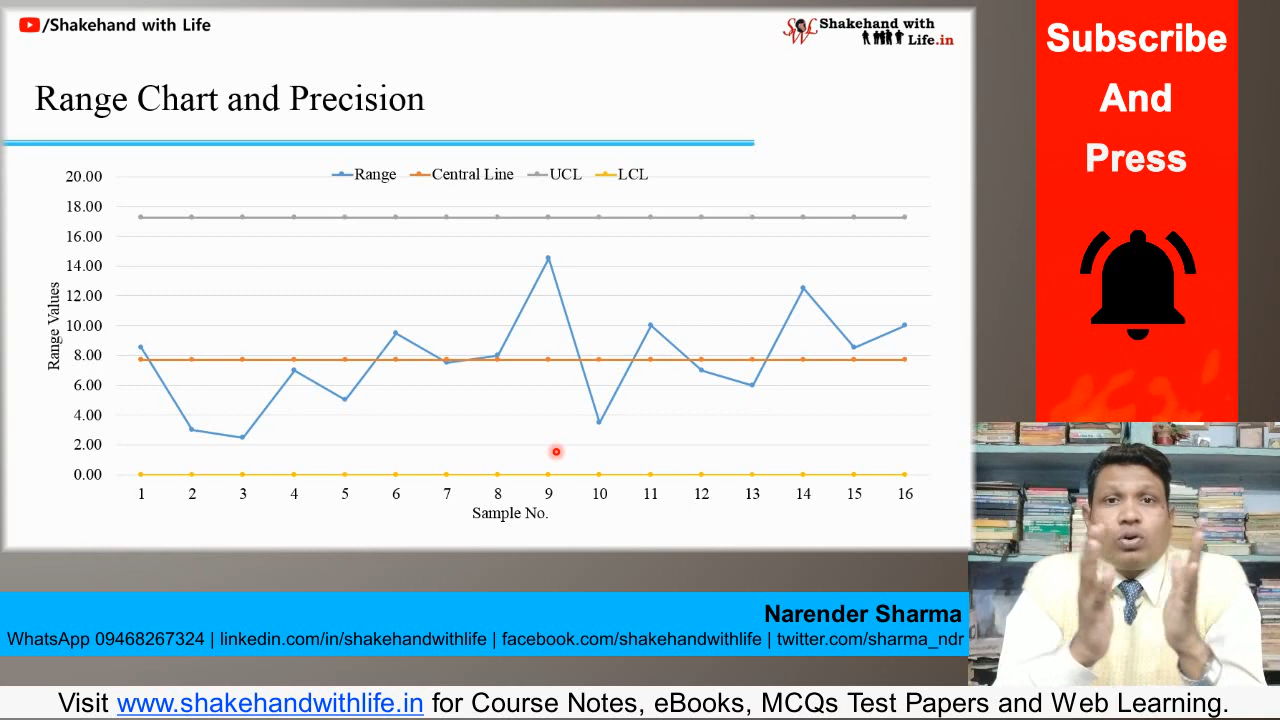 /Shakehand with Life
Shakehand with
Life.in
Range Chart and Precision
Range Central Line UCL LCL
20.00
18.00
16.00
14.00
12.00
10.00
8.00
6.00
4.00
2.00
0.00
Range Values
1 2 3 4 5 6 7 8 9 10 11 12 13 14 15 16
Sample No.
Subscribe
And
Press
Narender Sharma
WhatsApp 09468267324 | linkedin.com/in/shakehandwithlife | facebook.com/shakehandwithlife | twitter.com/sharma_ndr
Visit www.shakehandwithlife.in for Course Notes, eBooks, MCQs Test Papers and Web Learning.